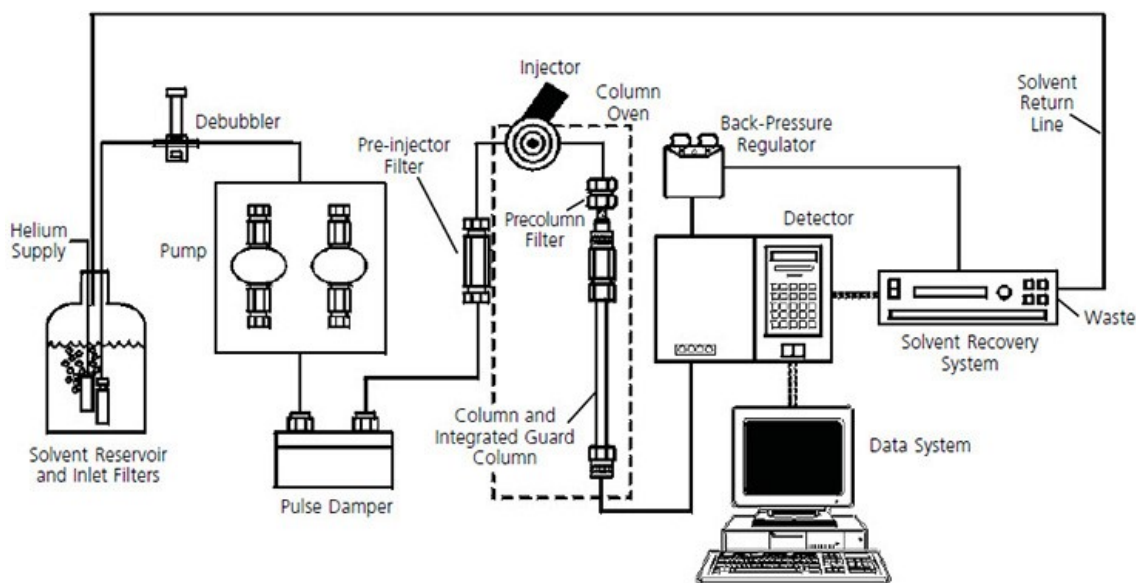 Injector
Column
Oven
Solvent
Return
Line
Debubbler
Back-Pressure
Regulator
Pre-injector
Filter
Helium
Supply
Pump
Precolumn
Filter
Detector
Waste
Solvent Recovery
System
Column and
Integrated Guard
Column
Data System
Solvent Reservoir
and Inlet Filters
Pulse Damper